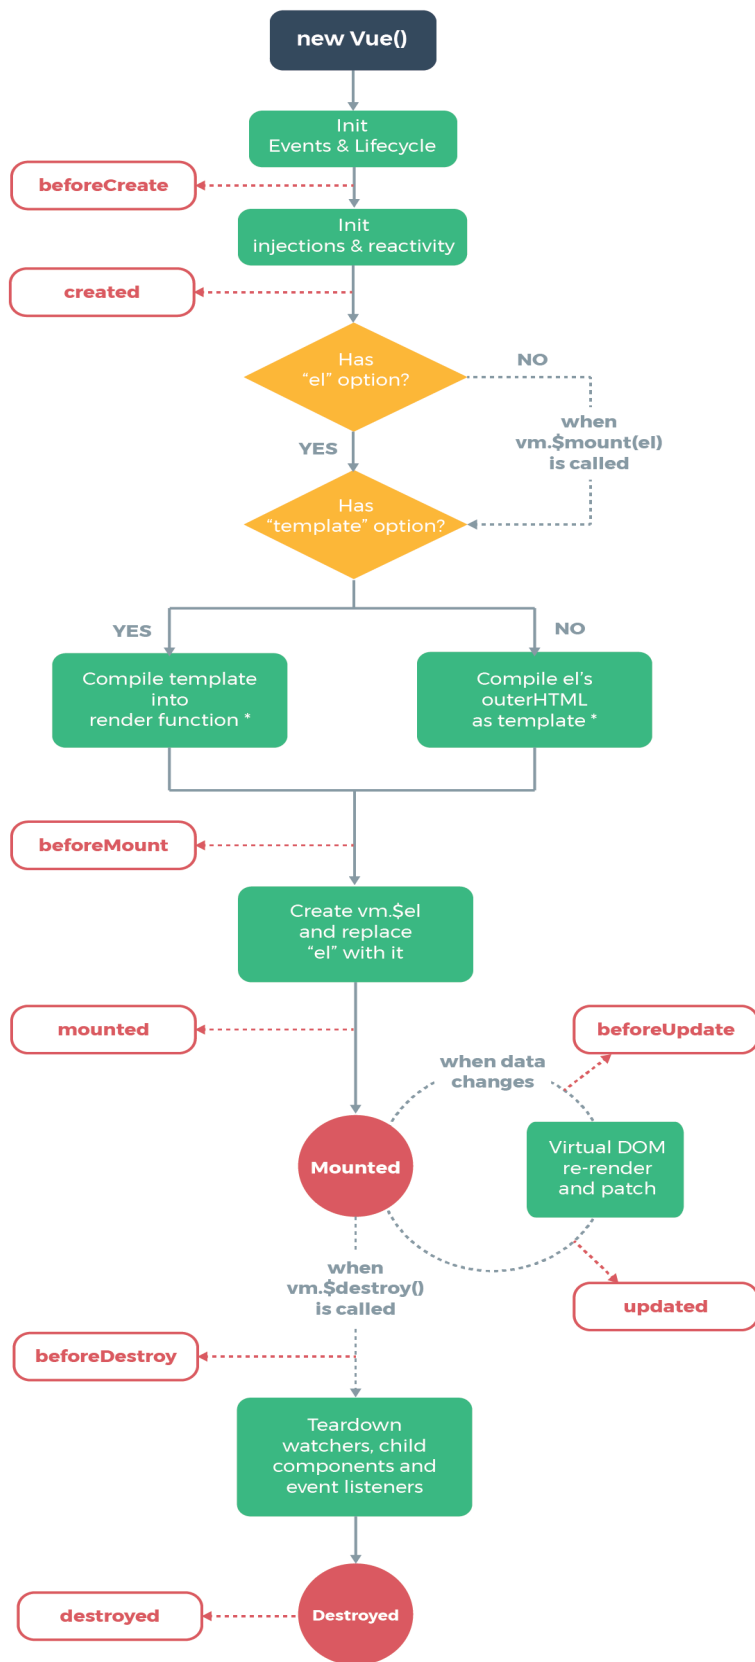 new Vue()
Init
Events & Lifecycle
beforeCreate
Init
injections & reactivity
created
Has
“el” option?
NO
when
vm.$mount(el)
is called
YES
Has
“template” option?
YES
NO
Compile template
into
render function *
Compile el’s
outerHTML
as template *
beforeMount
Create vm.$el
and replace
“el” with it
mounted
beforeUpdate
when data
changes
Mounted
Virtual DOM
re-render
and patch
when
vm.$destroy()
is called
updated
beforeDestroy
Teardown
watchers, child
components and
event listeners
destroyed
Destroyed